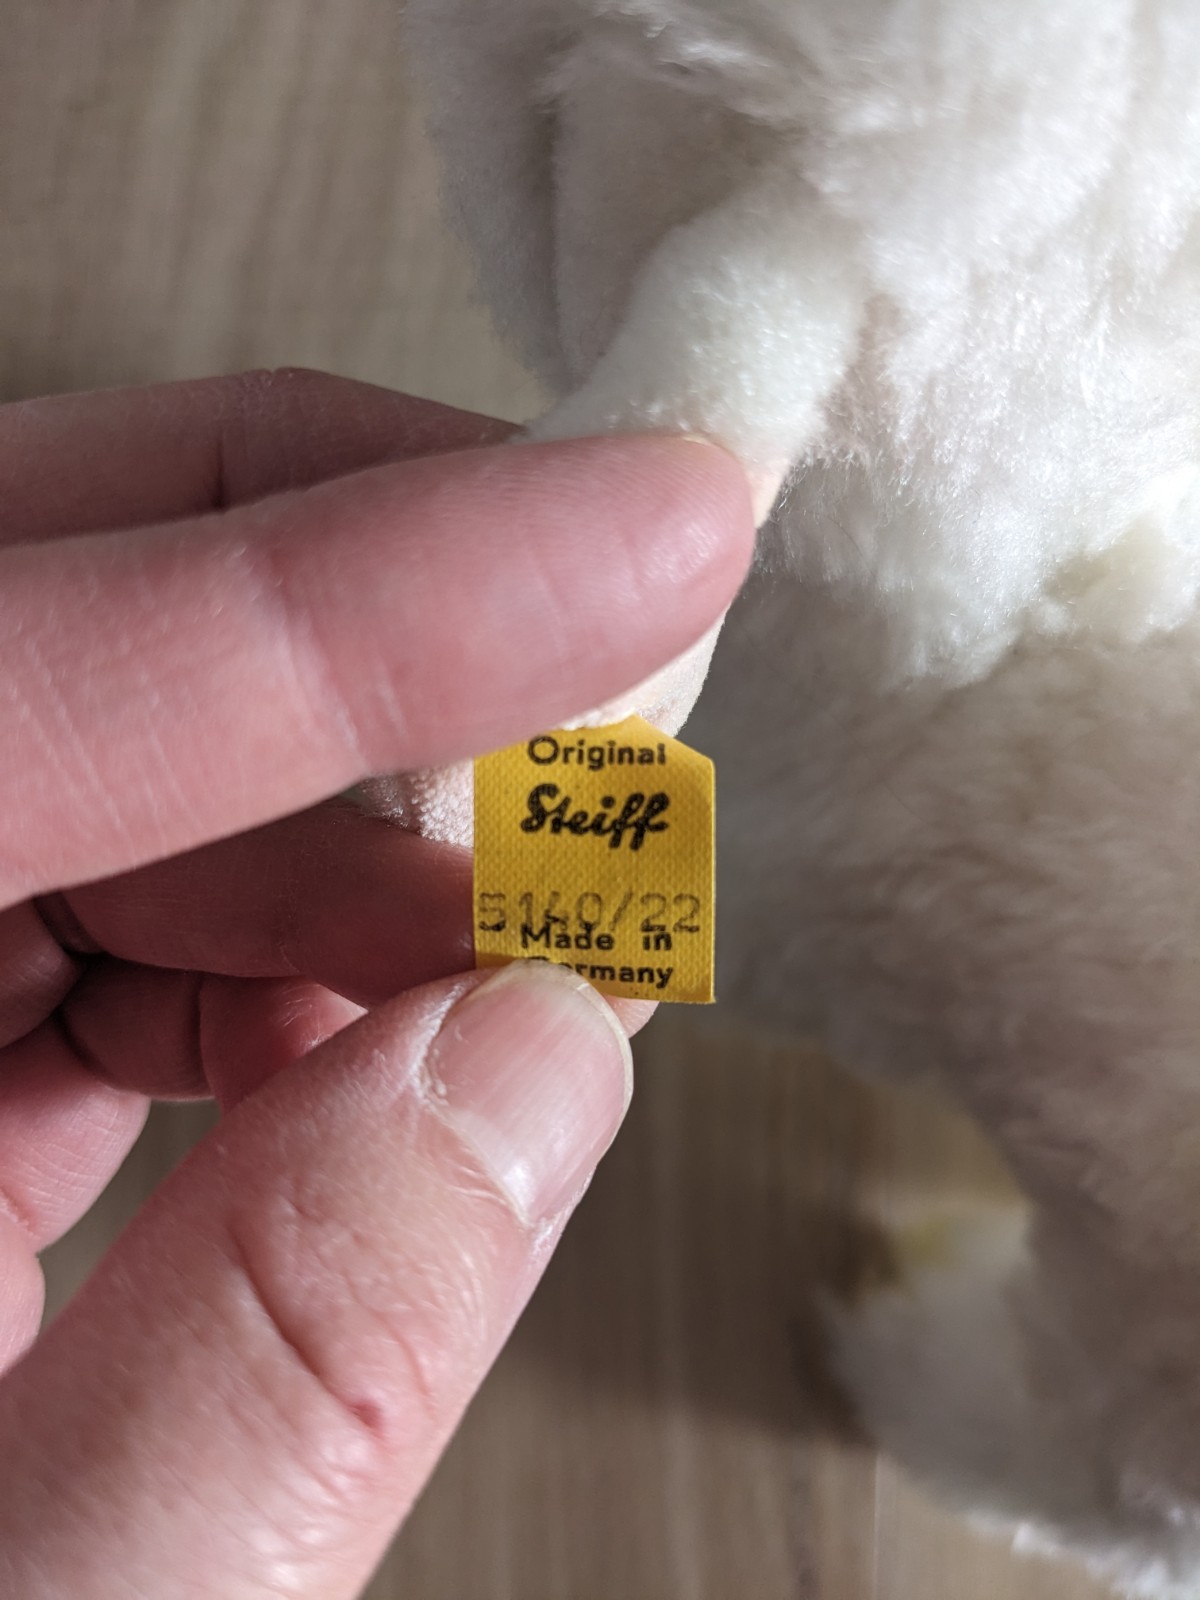 Original
Steiff
5140/22
Made in
Germany